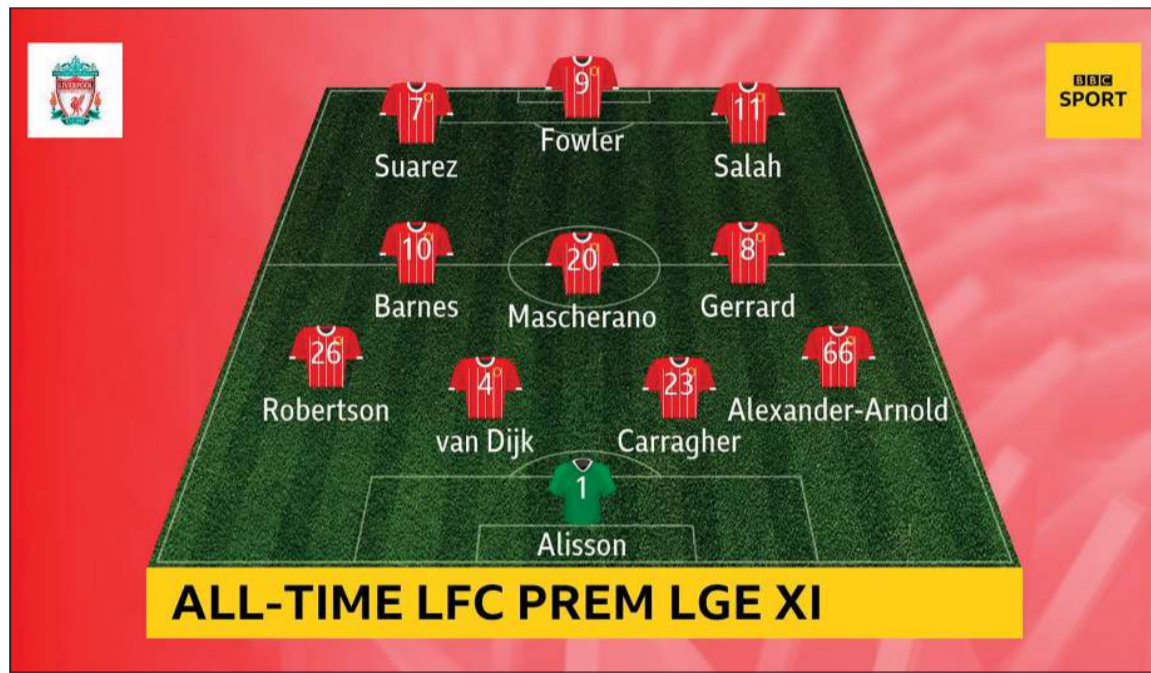 BBC
SPORT
LIVERPOOL
7
9
11
Suarez
Fowler
Salah
10
20
8
Barnes
Mascherano
Gerrard
26
4
23
66
Robertson
van Dijk
Carragher
Alexander-Arnold
1
Alisson
ALL-TIME LFC PREM LGE XI